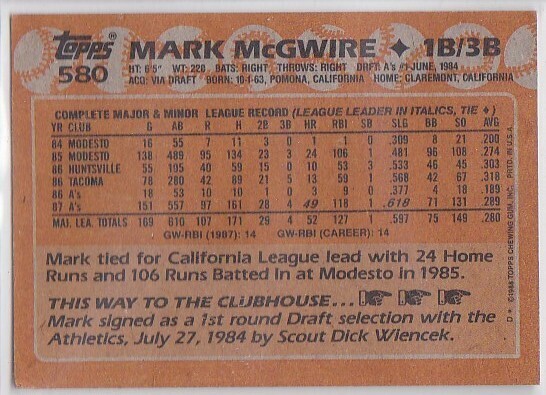 Topps® MARK McGWIRE ✦ 1B/3B
580 HT: 6'5" WT: 220 BATS: RIGHT THROWS: RIGHT DRAFT: A's #1-JUNE, 1984
ACQ: VIA DRAFT BORN: 10-1-63, POMONA, CALIFORNIA HOME: CLAREMONT, CALIFORNIA
COMPLETE MAJOR & MINOR LEAGUE RECORD (LEAGUE LEADER IN ITALICS, TIE ♦)
YR CLUB G AB R H 2B 3B HR RBI SB SLG BB SO AVG
84 MODESTO 16 55 7 11 3 0 1 1 0 .309 8 21 .200
85 MODESTO 138 489 95 134 23 3 24 106 1 .481 96 108 .274
86 HUNTSVILLE 55 195 40 59 15 0 10 53 3 .533 46 45 .303
86 TACOMA 78 280 42 89 21 5 13 59 1 .568 42 67 .318
86 A's 18 53 10 10 1 0 3 9 0 .377 4 18 .189
87 A's 151 557 97 161 28 4 49 118 1 .618 71 131 .289
MAJ. LEA. TOTALS 169 610 107 171 29 4 52 127 1 .597 75 149 .280
GW-RBI (1987): 14 GW-RBI (CAREER): 14
Mark tied for California League lead with 24 Home
Runs and 106 Runs Batted In at Modesto in 1985.
THIS WAY TO THE CLUBHOUSE...
Mark signed as a 1st round Draft selection with the
Athletics, July 27, 1984 by Scout Dick Wiencek.
D* ©1988 TOPPS CHEWING GUM, INC. PRTD. IN U.S.A.